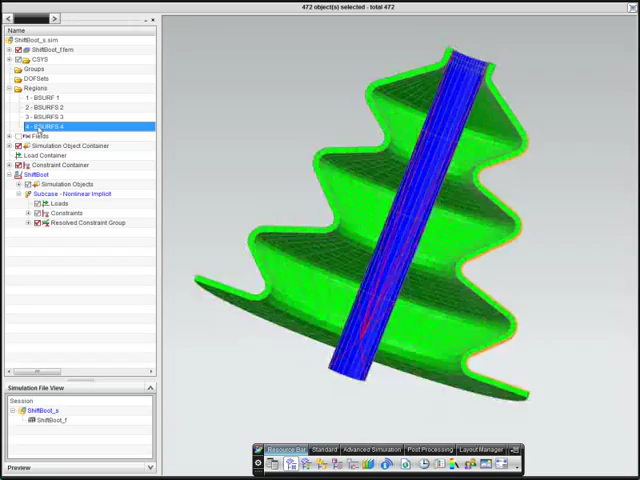 472 object(s) selected - total 472
Name
ShiftBoot_s.sim
ShiftBoot_f.fem
CSYS
Groups
DOFSets
Regions
1 - BSURF 1
2 - BSURFS 2
3 - BSURFS 3
4 - BSURFS 4
Fields
Simulation Object Container
Load Container
Constraint Container
ShiftBoot
Simulation Objects
Subcase - Nonlinear Implicit
Loads
Constraints
Resolved Constraint Group
Simulation File View
Session
ShiftBoot_s
ShiftBoot_f
Preview
Resource Bar Standard Advanced Simulation Post Processing Layout Manager